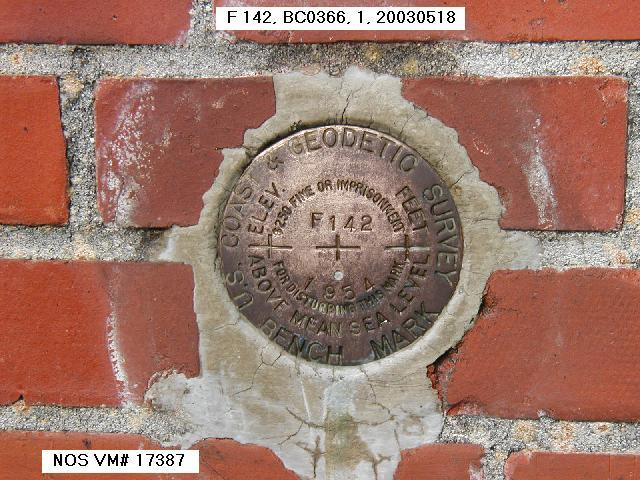 F 142, BC0366, 1, 20030518
U.S. COAST & GEODETIC SURVEY
BENCH MARK
ELEV. FEET
ABOVE MEAN SEA LEVEL
$250 FINE OR IMPRISONMENT
FOR DISTURBING THIS MARK
F 142
1954
NOS VM# 17387